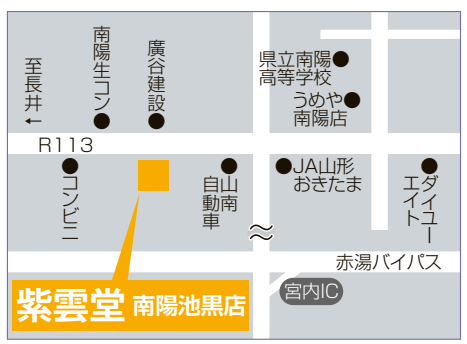 至長井←
南陽生コン●
廣谷建設●
県立南陽●
高等学校
うめや●
南陽店
R113
●コンビニ
●
山南
自動車
●JA山形
おきたま
●
ダイユー
エイト
赤湯バイパス
宮内IC
紫雲堂 南陽池黒店